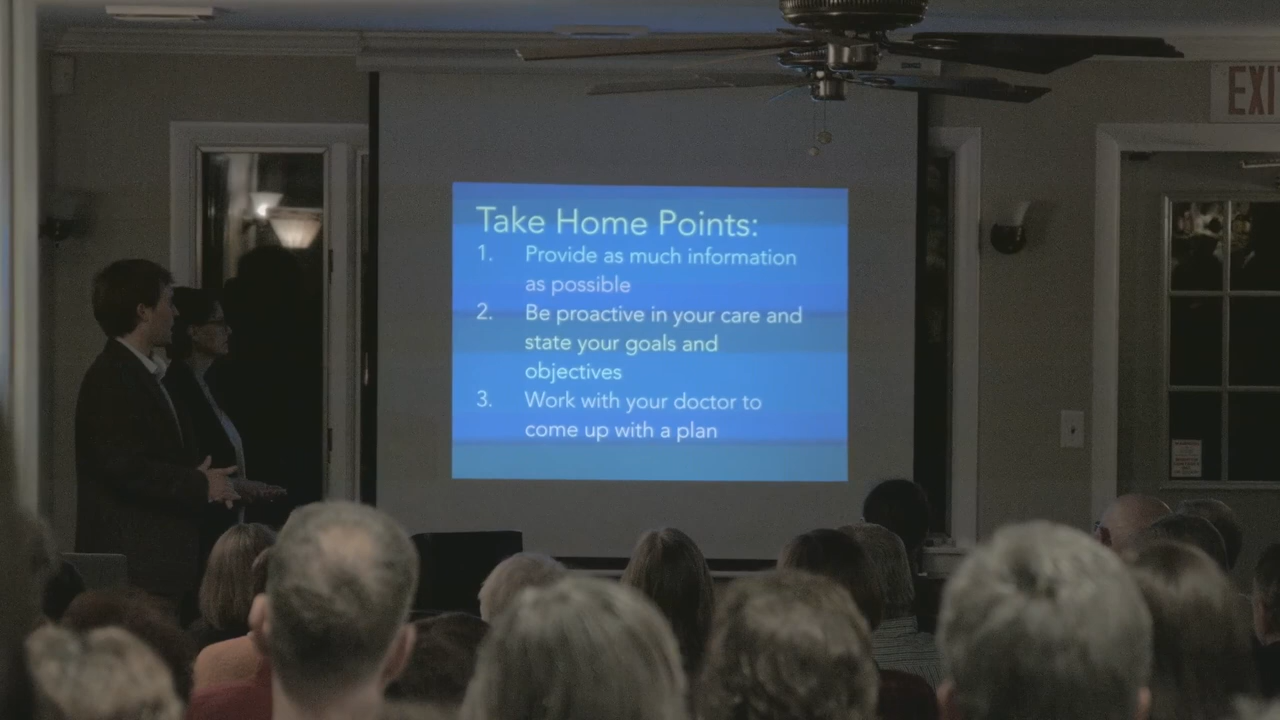 EXI
Take Home Points:
1. Provide as much information
as possible
2. Be proactive in your care and
state your goals and
objectives
3. Work with your doctor to
come up with a plan